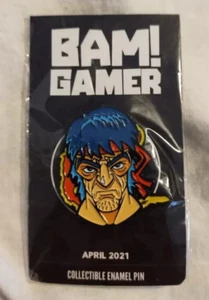 BAM!
GAMER
APRIL 2021
COLLECTIBLE ENAMEL PIN